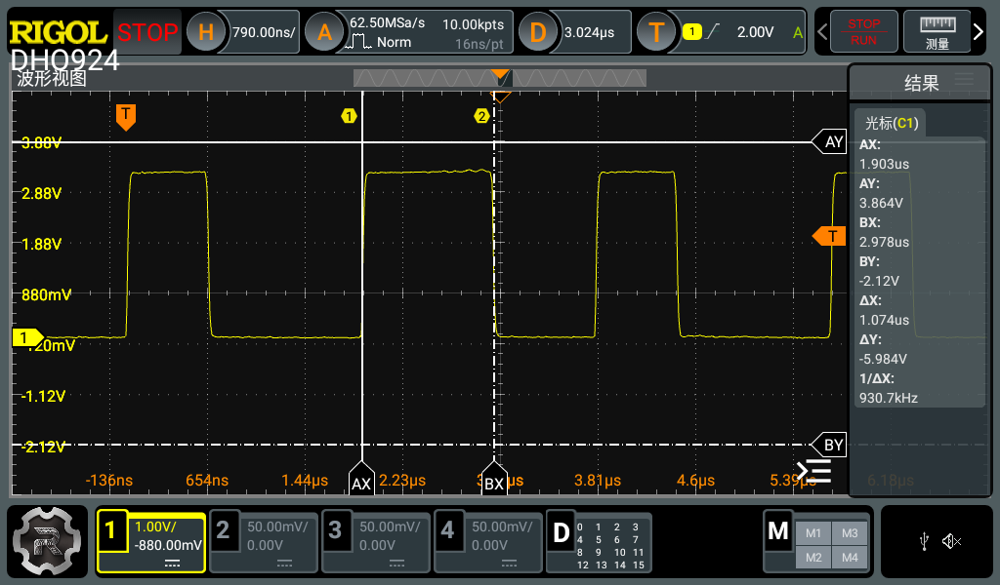 RIGOL STOP H 790.00ns/ A 62.50MSa/s 10.00kpts D 3.024µs T 1 2.00V A STOP
Norm 16ns/pt RUN 测量
DHO924
波形视图 结果
T 1 2 光标(C1)
3.88V AY AX:
1.903us
2.88V AY:
3.864V
1.88V T BX:
2.978us
BY:
880mV -2.12V
ΔX:
1.074us
1 ΔY:
-5.984V
-1.12V 1/ΔX:
930.7kHz
-2.12V BY
-136ns 654ns 1.44µs AX 2.23µs BX 3.81µs 4.6µs 6.18µs
1 1.00V/ 2 50.00mV/ 3 50.00mV/ 4 50.00mV/ D 0 1 2 3 M M1 M3
-880.00mV 0.00V 0.00V 0.00V 4 5 6 7 M2 M4
8 9 10 11
12 13 14 15